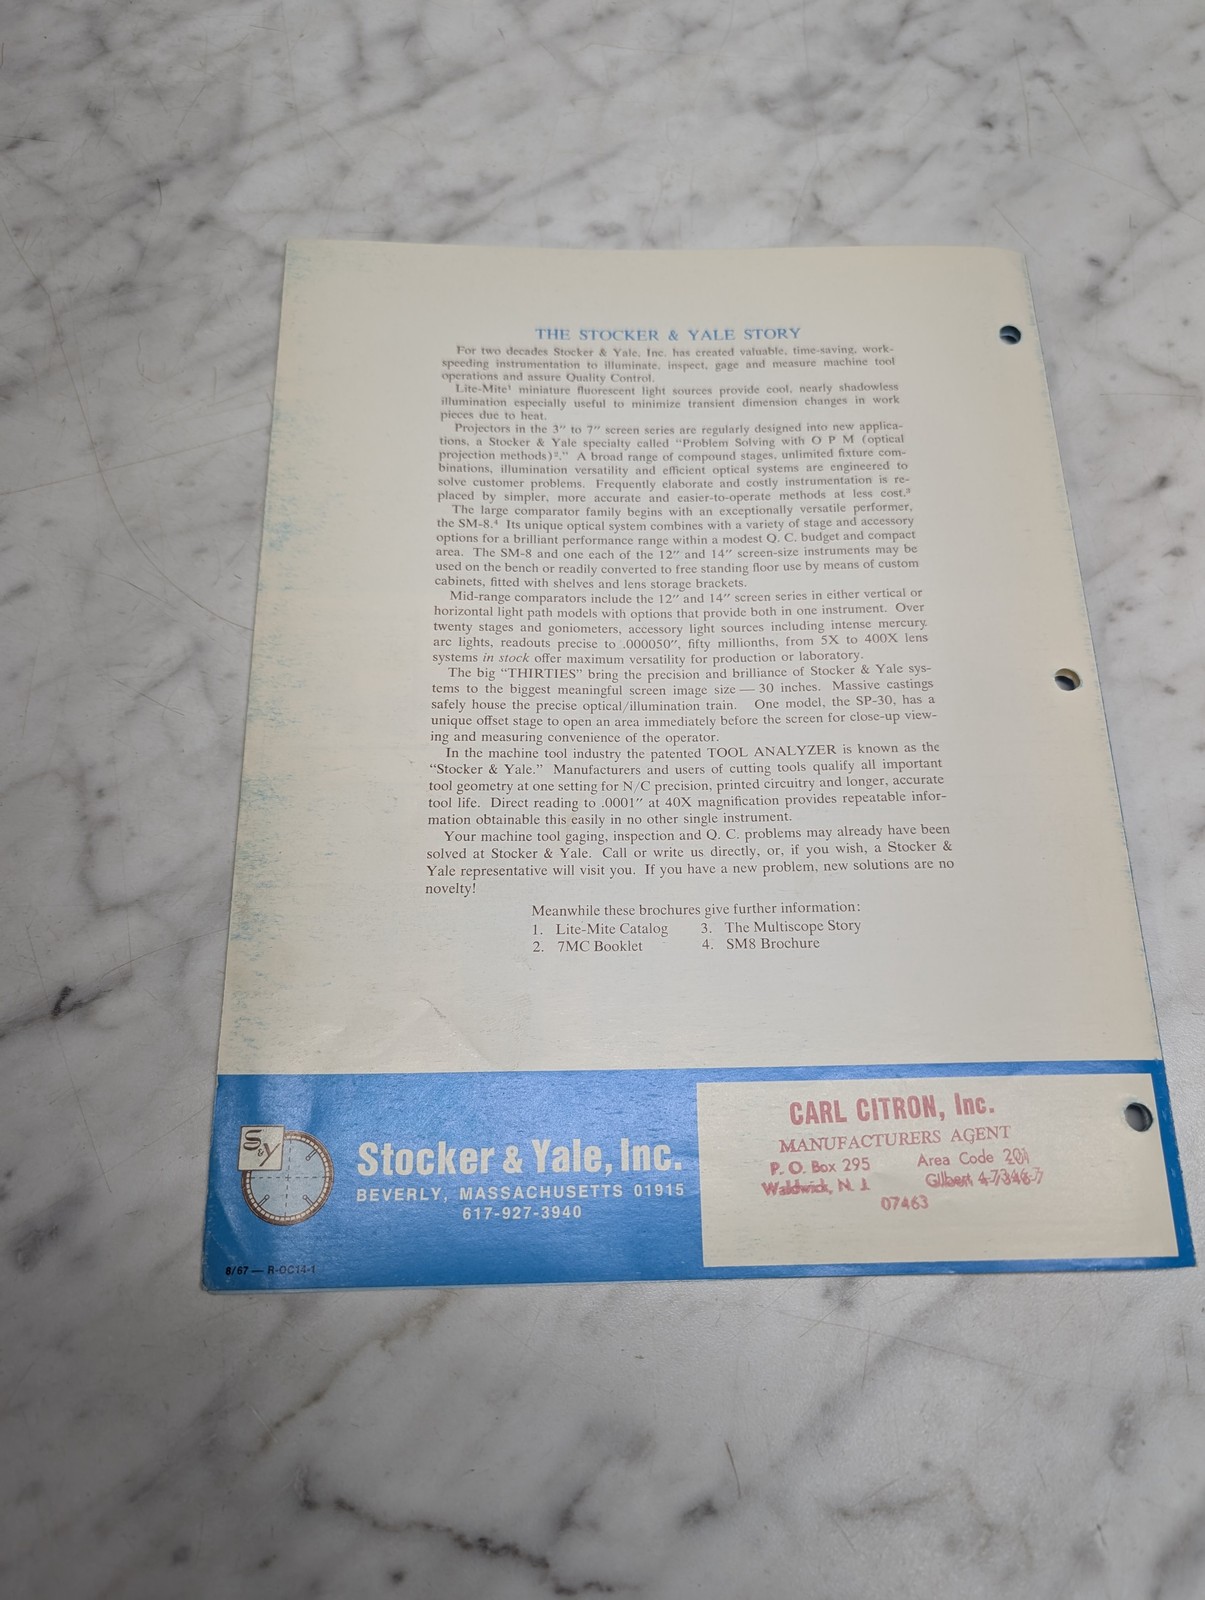 THE STOCKER & YALE STORY
For two decades Stocker & Yale, Inc. has created valuable, time-saving, work-
speeding instrumentation to illuminate, inspect, gage and measure machine tool
operations and assure Quality Control.
Lite-Mite¹ miniature fluorescent light sources provide cool, nearly shadowless
illumination especially useful to minimize transient dimension changes in work
pieces due to heat.
Projectors in the 3″ to 7″ screen series are regularly designed into new applica-
tions, a Stocker & Yale specialty called “Problem Solving with O P M (optical
projection methods)².” A broad range of compound stages, unlimited fixture com-
binations, illumination versatility and efficient optical systems are engineered to
solve customer problems. Frequently elaborate and costly instrumentation is re-
placed by simpler, more accurate and easier-to-operate methods at less cost.³
The large comparator family begins with an exceptionally versatile performer,
the SM-8.⁴ Its unique optical system combines with a variety of stage and accessory
options for a brilliant performance range within a modest Q. C. budget and compact
area. The SM-8 and one each of the 12″ and 14″ screen-size instruments may be
used on the bench or readily converted to free standing floor use by means of custom
cabinets, fitted with shelves and lens storage brackets.
Mid-range comparators include the 12″ and 14″ screen series in either vertical or
horizontal light path models with options that provide both in one instrument. Over
twenty stages and goniometers, accessory light sources including intense mercury
arc lights, readouts precise to .000050″, fifty millionths, from 5X to 400X lens
systems in stock offer maximum versatility for production or laboratory.
The big “THIRTIES” bring the precision and brilliance of Stocker & Yale sys-
tems to the biggest meaningful screen image size — 30 inches. Massive castings
safely house the precise optical/illumination train. One model, the SP-30, has a
unique offset stage to open an area immediately before the screen for close-up view-
ing and measuring convenience of the operator.
In the machine tool industry the patented TOOL ANALYZER is known as the
“Stocker & Yale.” Manufacturers and users of cutting tools qualify all important
tool geometry at one setting for N/C precision, printed circuitry and longer, accurate
tool life. Direct reading to .0001″ at 40X magnification provides repeatable infor-
mation obtainable this easily in no other single instrument.
Your machine tool gaging, inspection and Q. C. problems may already have been
solved at Stocker & Yale. Call or write us directly, or, if you wish, a Stocker &
Yale representative will visit you. If you have a new problem, new solutions are no
novelty!
Meanwhile these brochures give further information:
1. Lite-Mite Catalog 3. The Multiscope Story
2. 7MC Booklet 4. SM8 Brochure
S&Y
Stocker & Yale, Inc.
BEVERLY, MASSACHUSETTS 01915
617-927-3940
8/67 — R-OC14-1
CARL CITRON, Inc.
MANUFACTURERS AGENT
P. O. Box 295 Area Code 201
Waldwick, N. J. Gilbert
07463